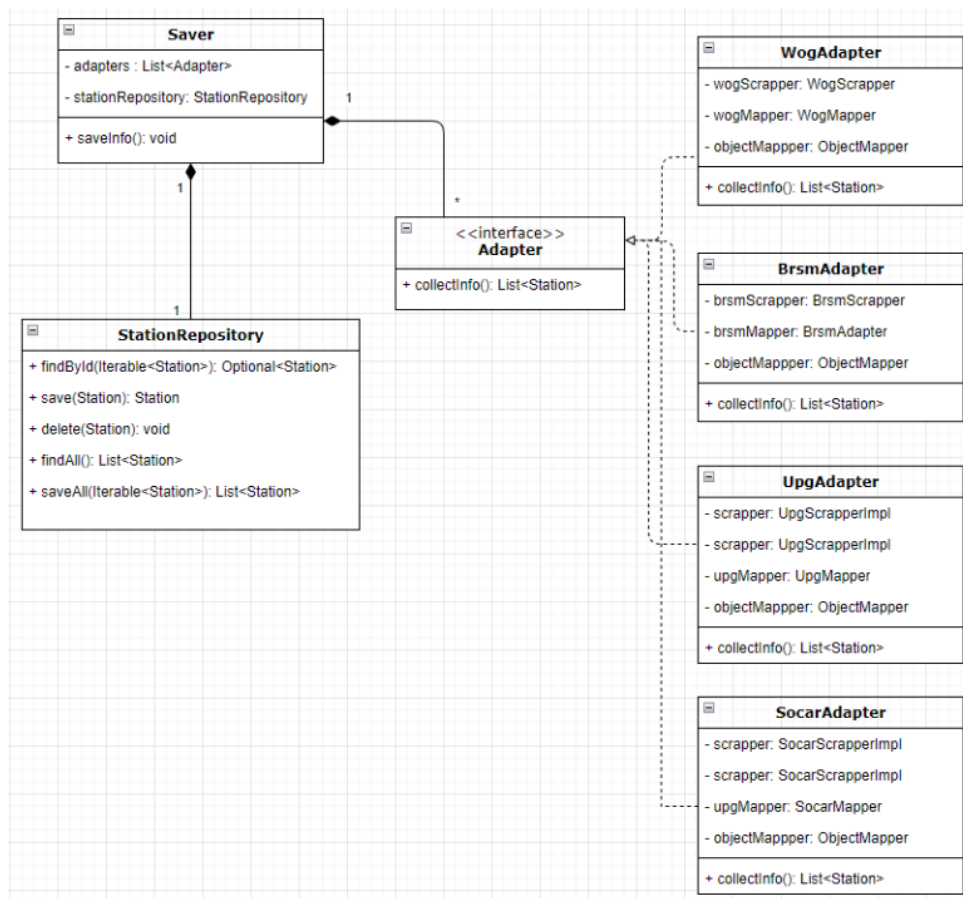 Saver
- adapters : List<Adapter>
- stationRepository: StationRepository
+ saveInfo(): void
1
*
1
1
<<interface>>
Adapter
+ collectInfo(): List<Station>
StationRepository
+ findById(Iterable<Station>): Optional<Station>
+ save(Station): Station
+ delete(Station): void
+ findAll(): List<Station>
+ saveAll(Iterable<Station>): List<Station>
WogAdapter
- wogScrapper: WogScrapper
- wogMapper: WogMapper
- objectMappper: ObjectMapper
+ collectInfo(): List<Station>
BrsmAdapter
- brsmScrapper: BrsmScrapper
- brsmMapper: BrsmAdapter
- objectMappper: ObjectMapper
+ collectInfo(): List<Station>
UpgAdapter
- scrapper: UpgScrapperImpl
- scrapper: UpgScrapperImpl
- upgMapper: UpgMapper
- objectMappper: ObjectMapper
+ collectInfo(): List<Station>
SocarAdapter
- scrapper: SocarScrapperImpl
- scrapper: SocarScrapperImpl
- upgMapper: SocarMapper
- objectMappper: ObjectMapper
+ collectInfo(): List<Station>